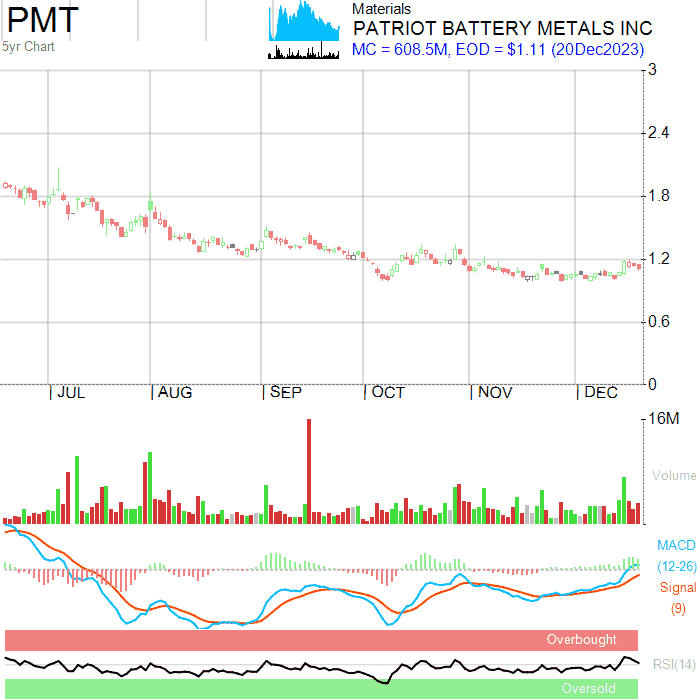 PMT
5yr Chart
Materials
PATRIOT BATTERY METALS INC
MC = 608.5M, EOD = $1.11 (20Dec2023)
3
2.4
1.8
1.2
0.6
0
JUL
AUG
SEP
OCT
NOV
DEC
16M
Volume
MACD
(12-26)
Signal
(9)
Overbought
RSI(14)
Oversold